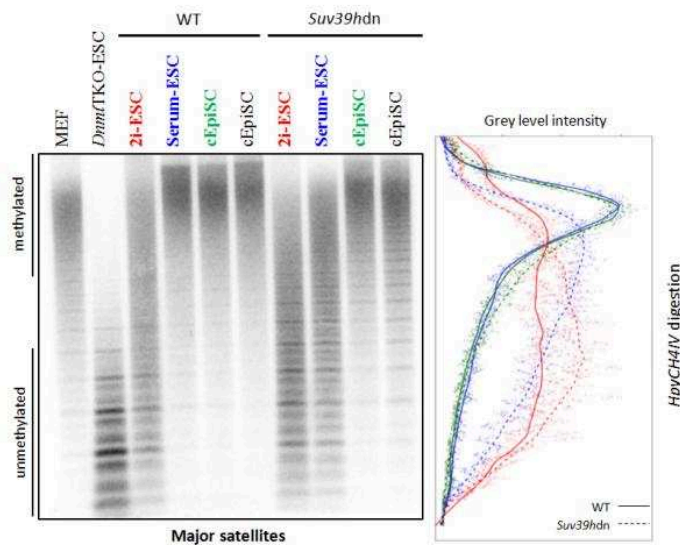 WT
Suv39hdn
MEF
DnmtTKO-ESC
2i-ESC
Serum-ESC
cEpiSC
cEpiSC
2i-ESC
Serum-ESC
cEpiSC
cEpiSC
Grey level intensity
methylated
unmethylated
HpyCH4IV digestion
WT
Suv39hdn
Major satellites